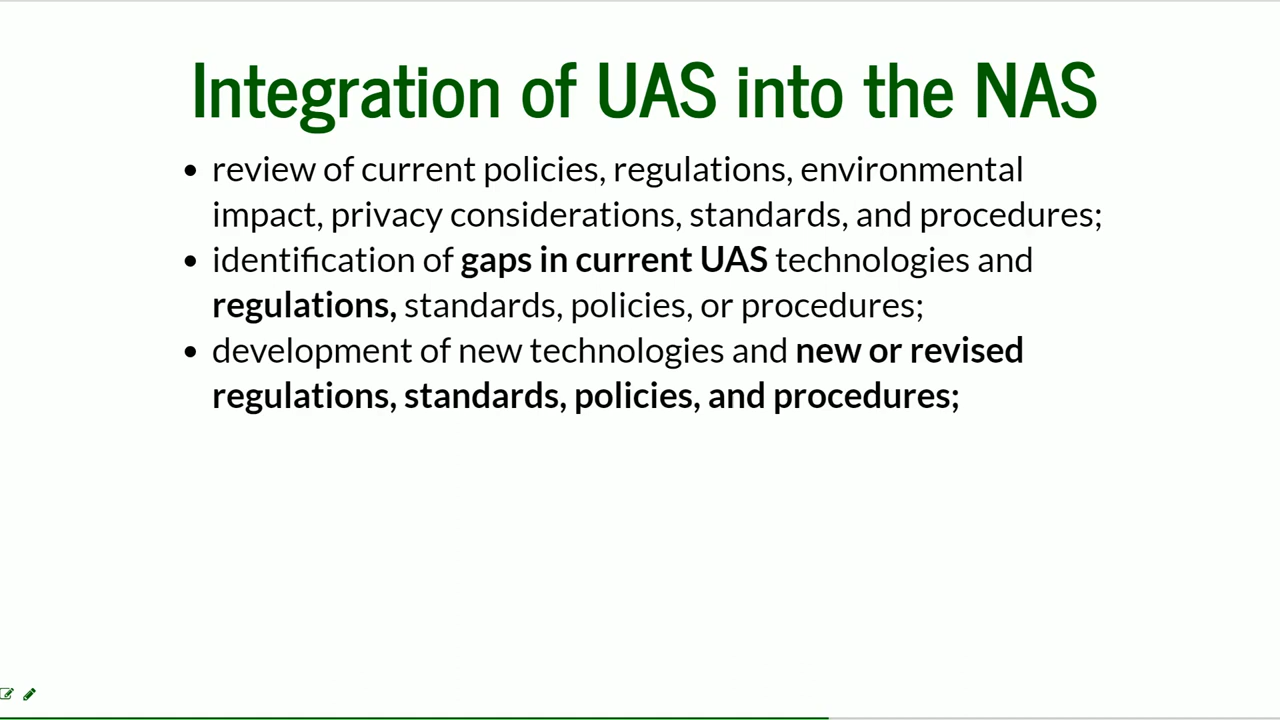 Integration of UAS into the NAS
• review of current policies, regulations, environmental
impact, privacy considerations, standards, and procedures;
• identification of gaps in current UAS technologies and
regulations, standards, policies, or procedures;
• development of new technologies and new or revised
regulations, standards, policies, and procedures;